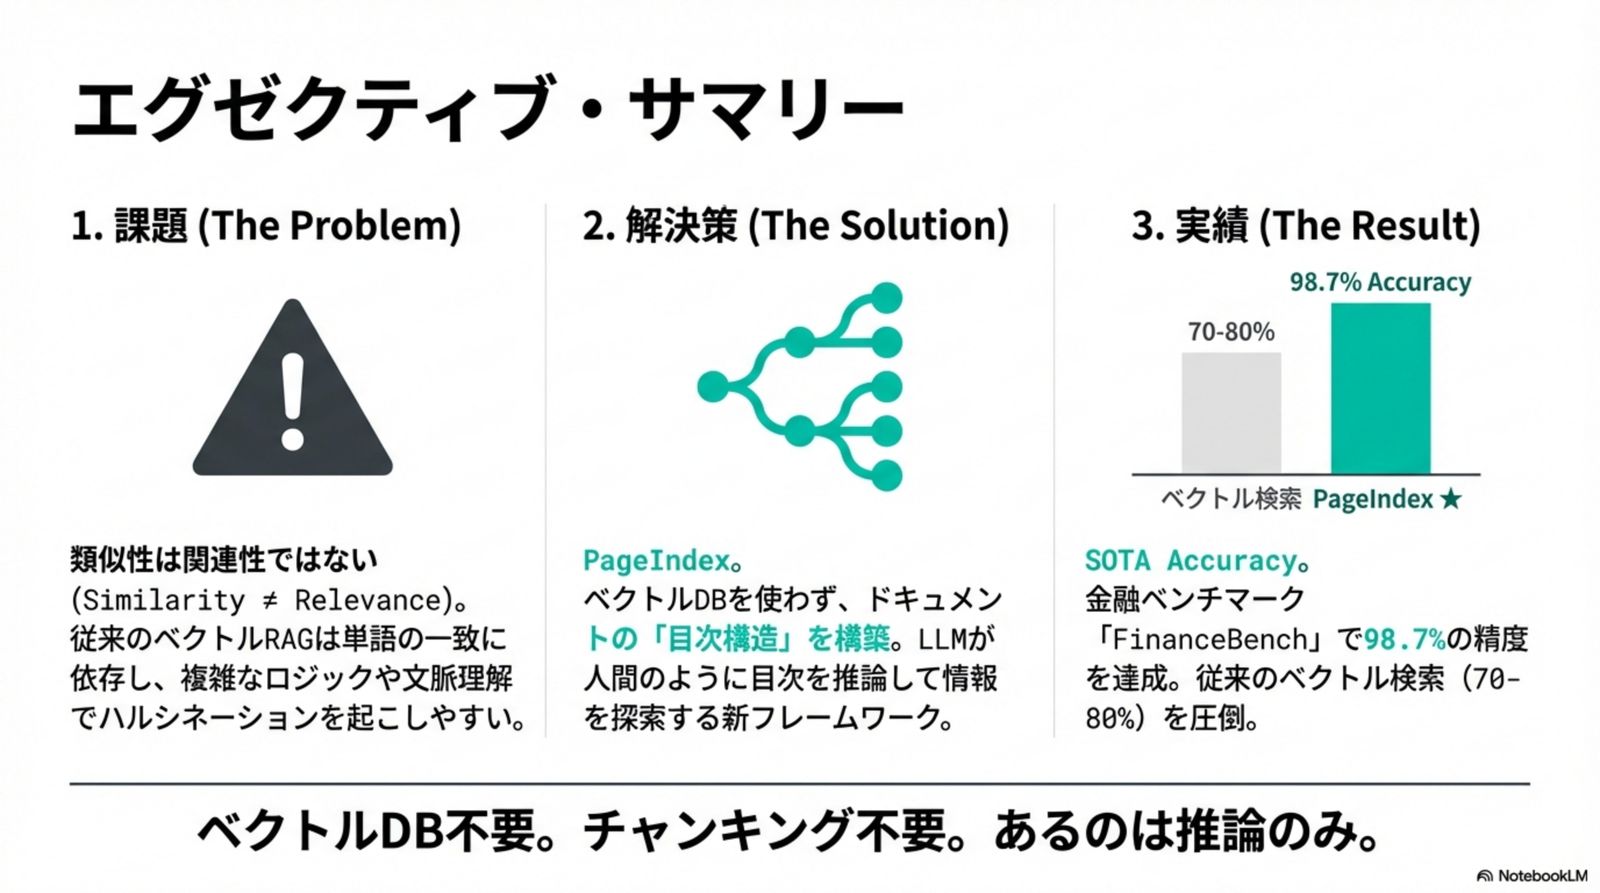 エグゼクティブ・サマリー
1. 課題 (The Problem)
類似性は関連性ではない
(Similarity ≠ Relevance)。
従来のベクトルRAGは単語の一致に
依存し、複雑なロジックや文脈理解
でハルシネーションを起こしやすい。
2. 解決策 (The Solution)
PageIndex。
ベクトルDBを使わず、ドキュメン
トの「目次構造」を構築。LLMが
人間のように目次を推論して情報
を探索する新フレームワーク。
3. 実績 (The Result)
98.7% Accuracy
70-80%
ベクトル検索 PageIndex ★
SOTA Accuracy。
金融ベンチマーク
「FinanceBench」で98.7%の精度
を達成。従来のベクトル検索（70-
80%）を圧倒。
ベクトルDB不要。チャンキング不要。あるのは推論のみ。
NotebookLM